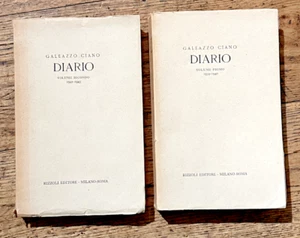 GALEAZZO CIANO
DIARIO
VOLUME SECONDO
RIZZOLI EDITORE · MILANO-ROMA
GALEAZZO CIANO
DIARIO
VOLUME PRIMO
RIZZOLI EDITORE · MILANO-ROMA